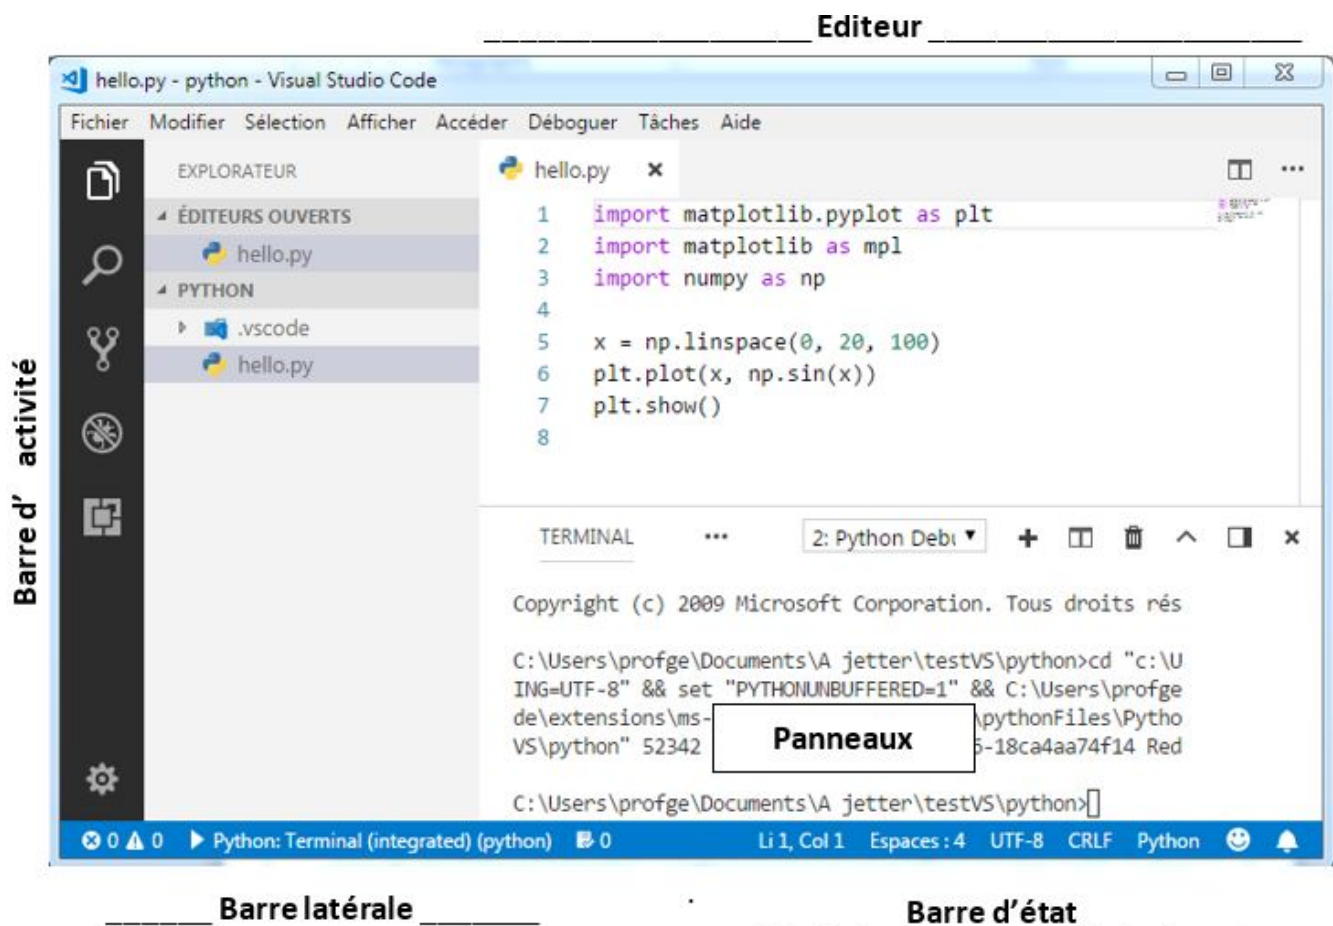 Editeur
hello.py - python - Visual Studio Code
Fichier Modifier Sélection Afficher Accéder Déboguer Tâches Aide
EXPLORATEUR
ÉDITEURS OUVERTS
hello.py
PYTHON
.vscode
hello.py
hello.py
1 import matplotlib.pyplot as plt
2 import matplotlib as mpl
3 import numpy as np
4
5 x = np.linspace(0, 20, 100)
6 plt.plot(x, np.sin(x))
7 plt.show()
8
Barre d' activité
TERMINAL ... 2: Python Debu
Copyright (c) 2009 Microsoft Corporation. Tous droits rés
C:\Users\profge\Documents\A jetter\testVS\python>cd "c:\U
ING=UTF-8" && set "PYTHONUNBUFFERED=1" && C:\Users\profge
de\extensions\ms- \pythonFiles\Pytho
VS\python" 52342 -18ca4aa74f14 Red
Panneaux
C:\Users\profge\Documents\A jetter\testVS\python>
0 0 Python: Terminal (integrated) (python) 0 Li 1, Col 1 Espaces : 4 UTF-8 CRLF Python
Barre latérale
Barre d'état